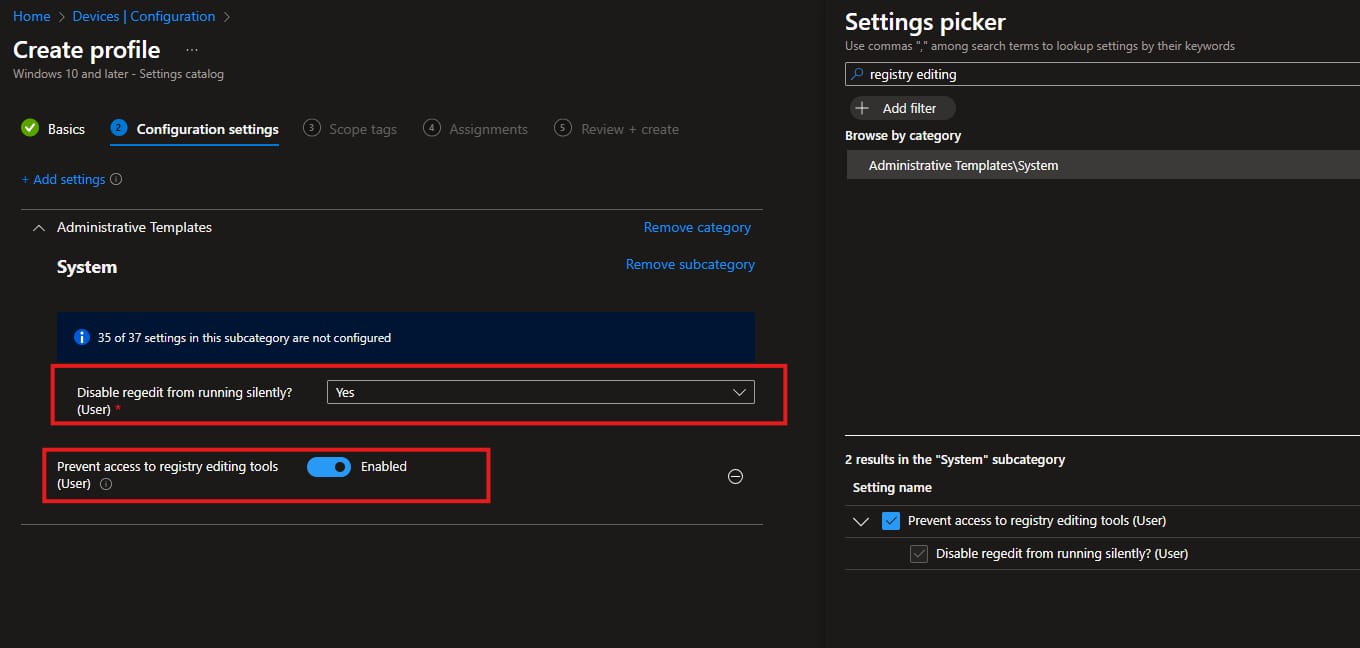 Home > Devices | Configuration >
Create profile ...
Windows 10 and later - Settings catalog
Basics
2 Configuration settings
3 Scope tags
4 Assignments
5 Review + create
+ Add settings
Administrative Templates
Remove category
System
Remove subcategory
35 of 37 settings in this subcategory are not configured
Disable regedit from running silently?
(User) *
Yes
Prevent access to registry editing tools
(User)
Enabled
Settings picker
Use commas "," among search terms to lookup settings by their keywords
registry editing
+ Add filter
Browse by category
Administrative Templates\System
2 results in the "System" subcategory
Setting name
Prevent access to registry editing tools (User)
Disable regedit from running silently? (User)